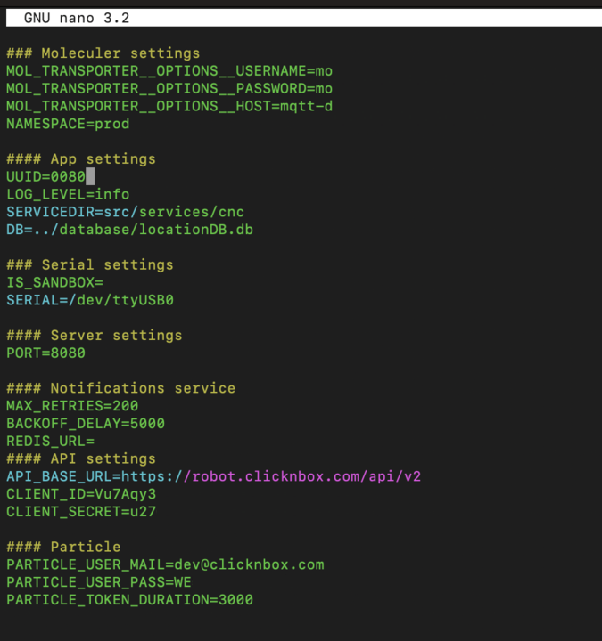 GNU nano 3.2
### Moleculer settings
MOL_TRANSPORTER__OPTIONS__USERNAME=mo
MOL_TRANSPORTER__OPTIONS__PASSWORD=mo
MOL_TRANSPORTER__OPTIONS__HOST=mqtt-d
NAMESPACE=prod
#### App settings
UUID=0080
LOG_LEVEL=info
SERVICEDIR=src/services/cnc
DB=../database/locationDB.db
### Serial settings
IS_SANDBOX=
SERIAL=/dev/ttyUSB0
#### Server settings
PORT=8080
#### Notifications service
MAX_RETRIES=200
BACKOFF_DELAY=5000
REDIS_URL=
#### API settings
API_BASE_URL=https://robot.clicknbox.com/api/v2
CLIENT_ID=Vu7Aqy3
CLIENT_SECRET=u27
#### Particle
PARTICLE_USER_MAIL=dev@clicknbox.com
PARTICLE_USER_PASS=WE
PARTICLE_TOKEN_DURATION=3000